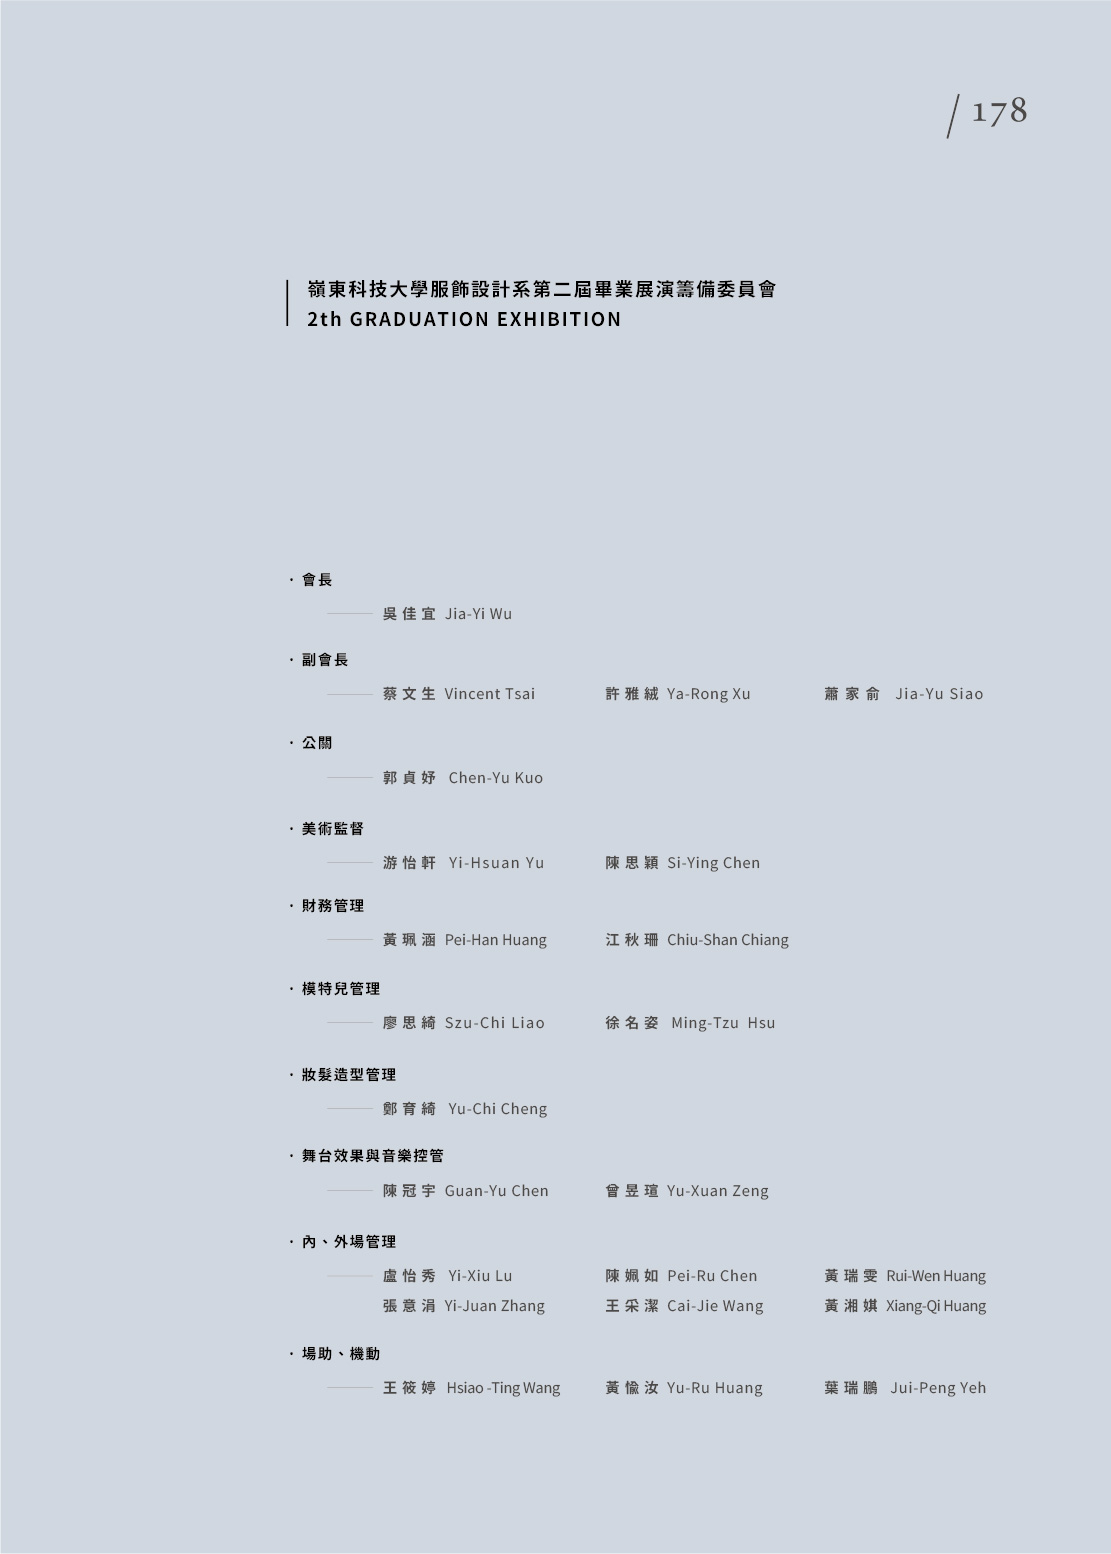 / 178
嶺東科技大學服飾設計系第二屆畢業展演籌備委員會
2th GRADUATION EXHIBITION
· 會長
吳佳宜 Jia-Yi Wu
· 副會長
蔡文生 Vincent Tsai 許雅絨 Ya-Rong Xu 蕭家俞 Jia-Yu Siao
· 公關
郭貞妤 Chen-Yu Kuo
· 美術監督
游怡軒 Yi-Hsuan Yu 陳思穎 Si-Ying Chen
· 財務管理
黃珮涵 Pei-Han Huang 江秋珊 Chiu-Shan Chiang
· 模特兒管理
廖思綺 Szu-Chi Liao 徐名姿 Ming-Tzu Hsu
· 妝髮造型管理
鄭育綺 Yu-Chi Cheng
· 舞台效果與音樂控管
陳冠宇 Guan-Yu Chen 曾昱瑄 Yu-Xuan Zeng
· 內、外場管理
盧怡秀 Yi-Xiu Lu 陳姵如 Pei-Ru Chen 黃瑞雯 Rui-Wen Huang
張意涓 Yi-Juan Zhang 王采潔 Cai-Jie Wang 黃湘娸 Xiang-Qi Huang
· 場助、機動
王筱婷 Hsiao -Ting Wang 黃愉汝 Yu-Ru Huang 葉瑞鵬 Jui-Peng Yeh